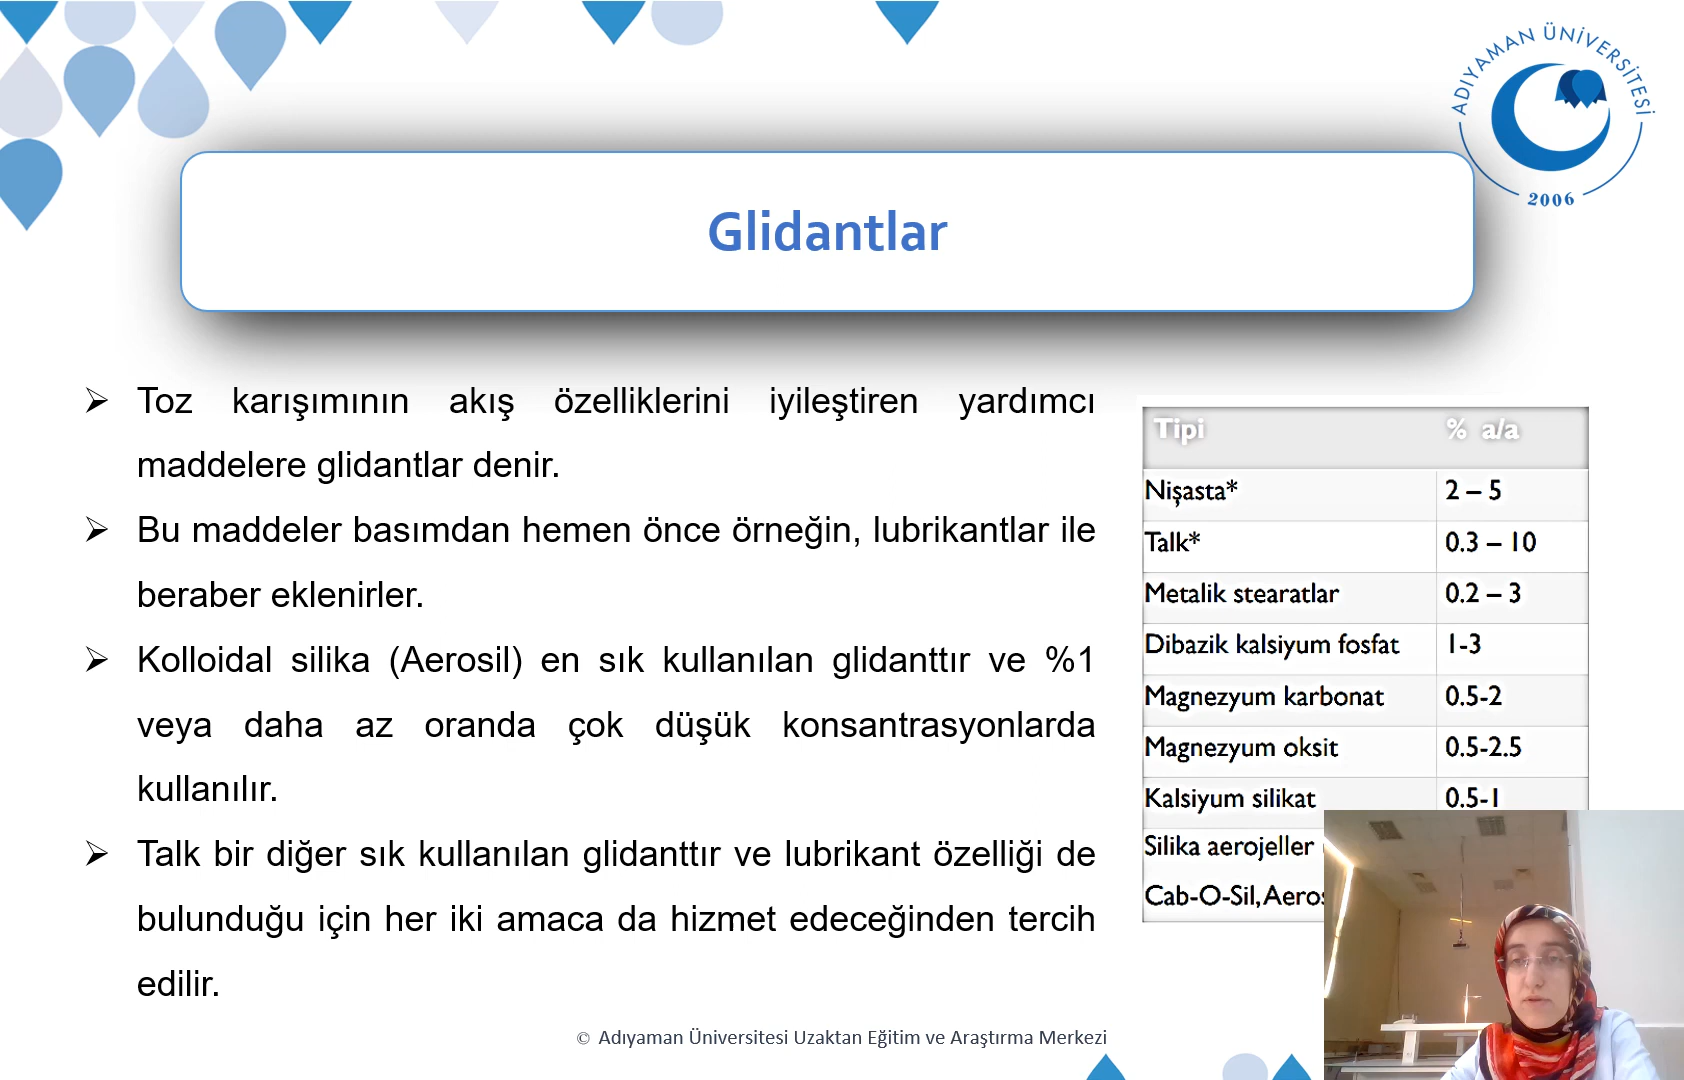 ADIYAMAN ÜNİVERSİTESİ
2006
Glidantlar
➢ Toz karışımının akış özelliklerini iyileştiren yardımcı
maddelere glidantlar denir.
➢ Bu maddeler basımdan hemen önce örneğin, lubrikantlar ile
beraber eklenirler.
➢ Kolloidal silika (Aerosil) en sık kullanılan glidanttır ve %1
veya daha az oranda çok düşük konsantrasyonlarda
kullanılır.
➢ Talk bir diğer sık kullanılan glidanttır ve lubrikant özelliği de
bulunduğu için her iki amaca da hizmet edeceğinden tercih
edilir.
Tipi % a/a
Nişasta* 2 – 5
Talk* 0.3 – 10
Metalik stearatlar 0.2 – 3
Dibazik kalsiyum fosfat 1-3
Magnezyum karbonat 0.5-2
Magnezyum oksit 0.5-2.5
Kalsiyum silikat 0.5-1
Silika aerojeller
Cab-O-Sil,
© Adıyaman Üniversitesi Uzaktan Eğitim ve Araştırma Merkezi